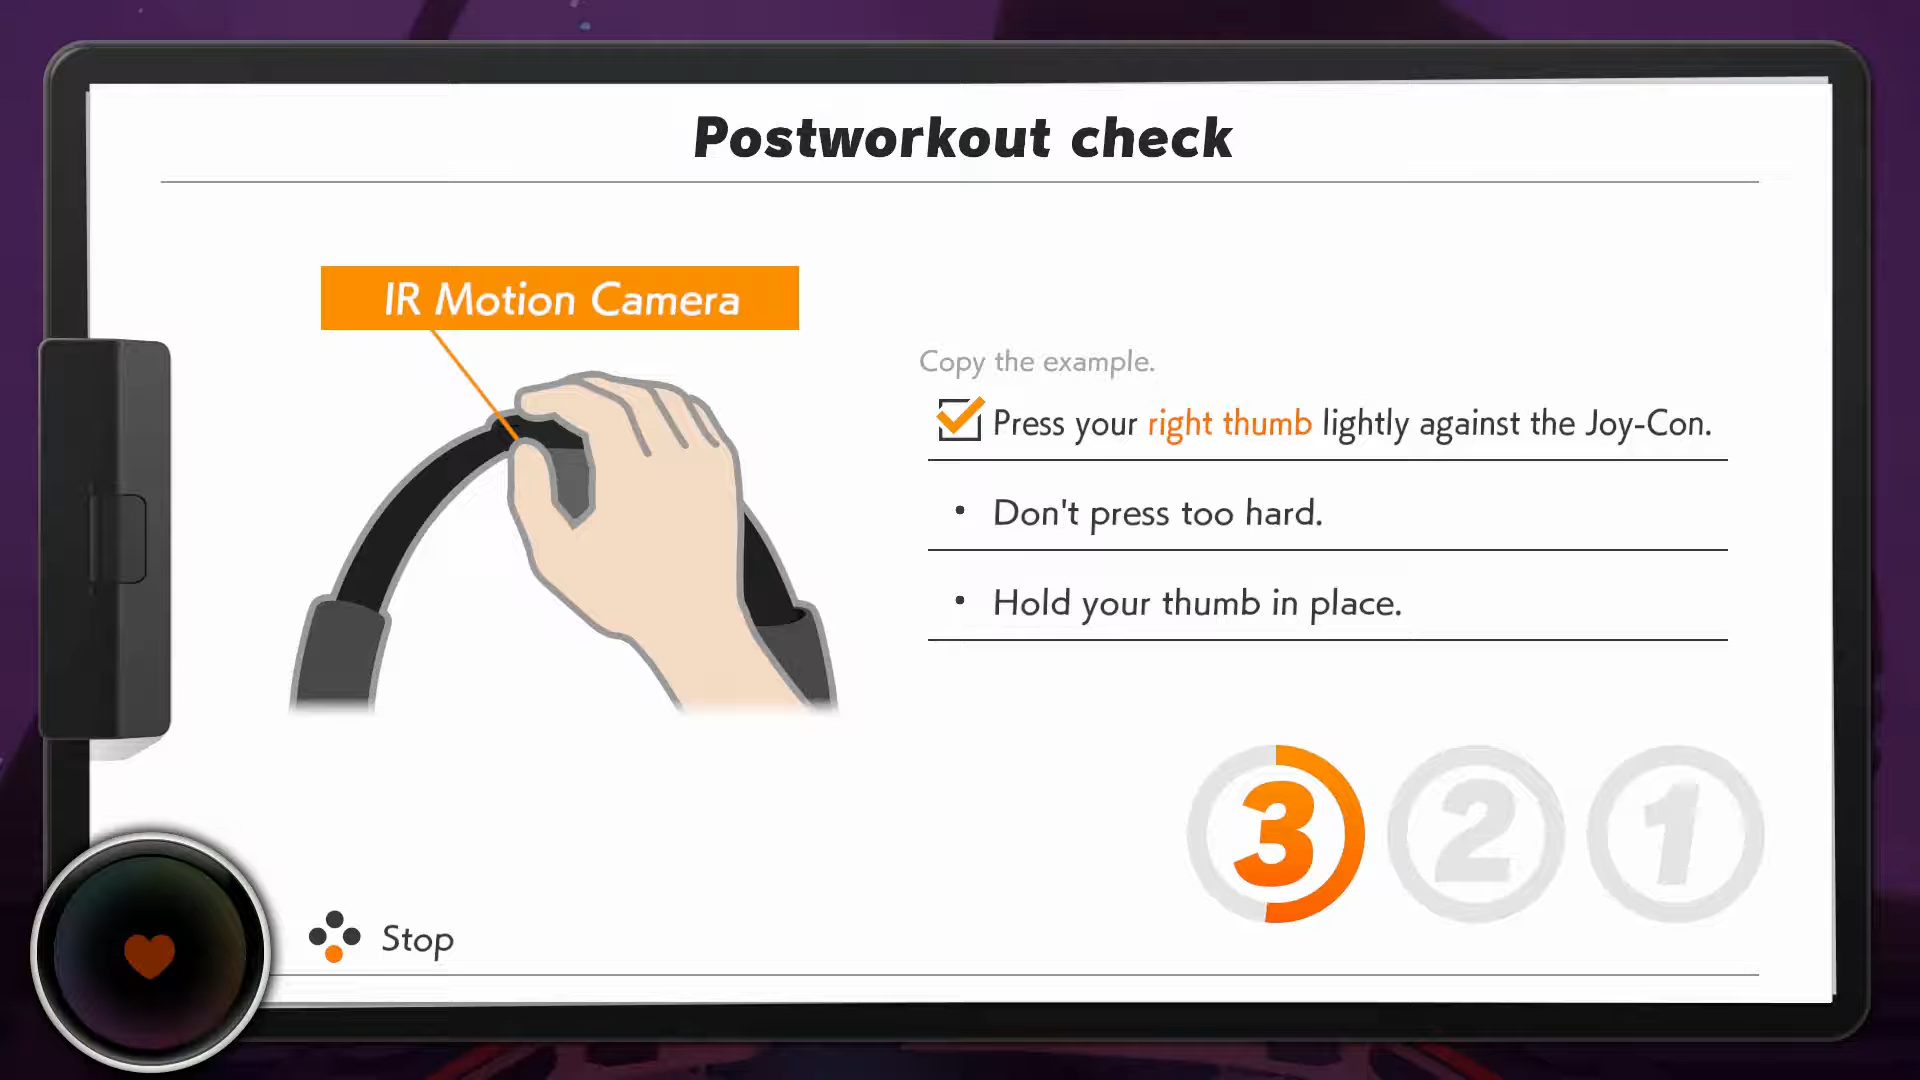 Postworkout check
IR Motion Camera
Copy the example.
Press your right thumb lightly against the Joy-Con.
• Don't press too hard.
• Hold your thumb in place.
3 2 1
Stop